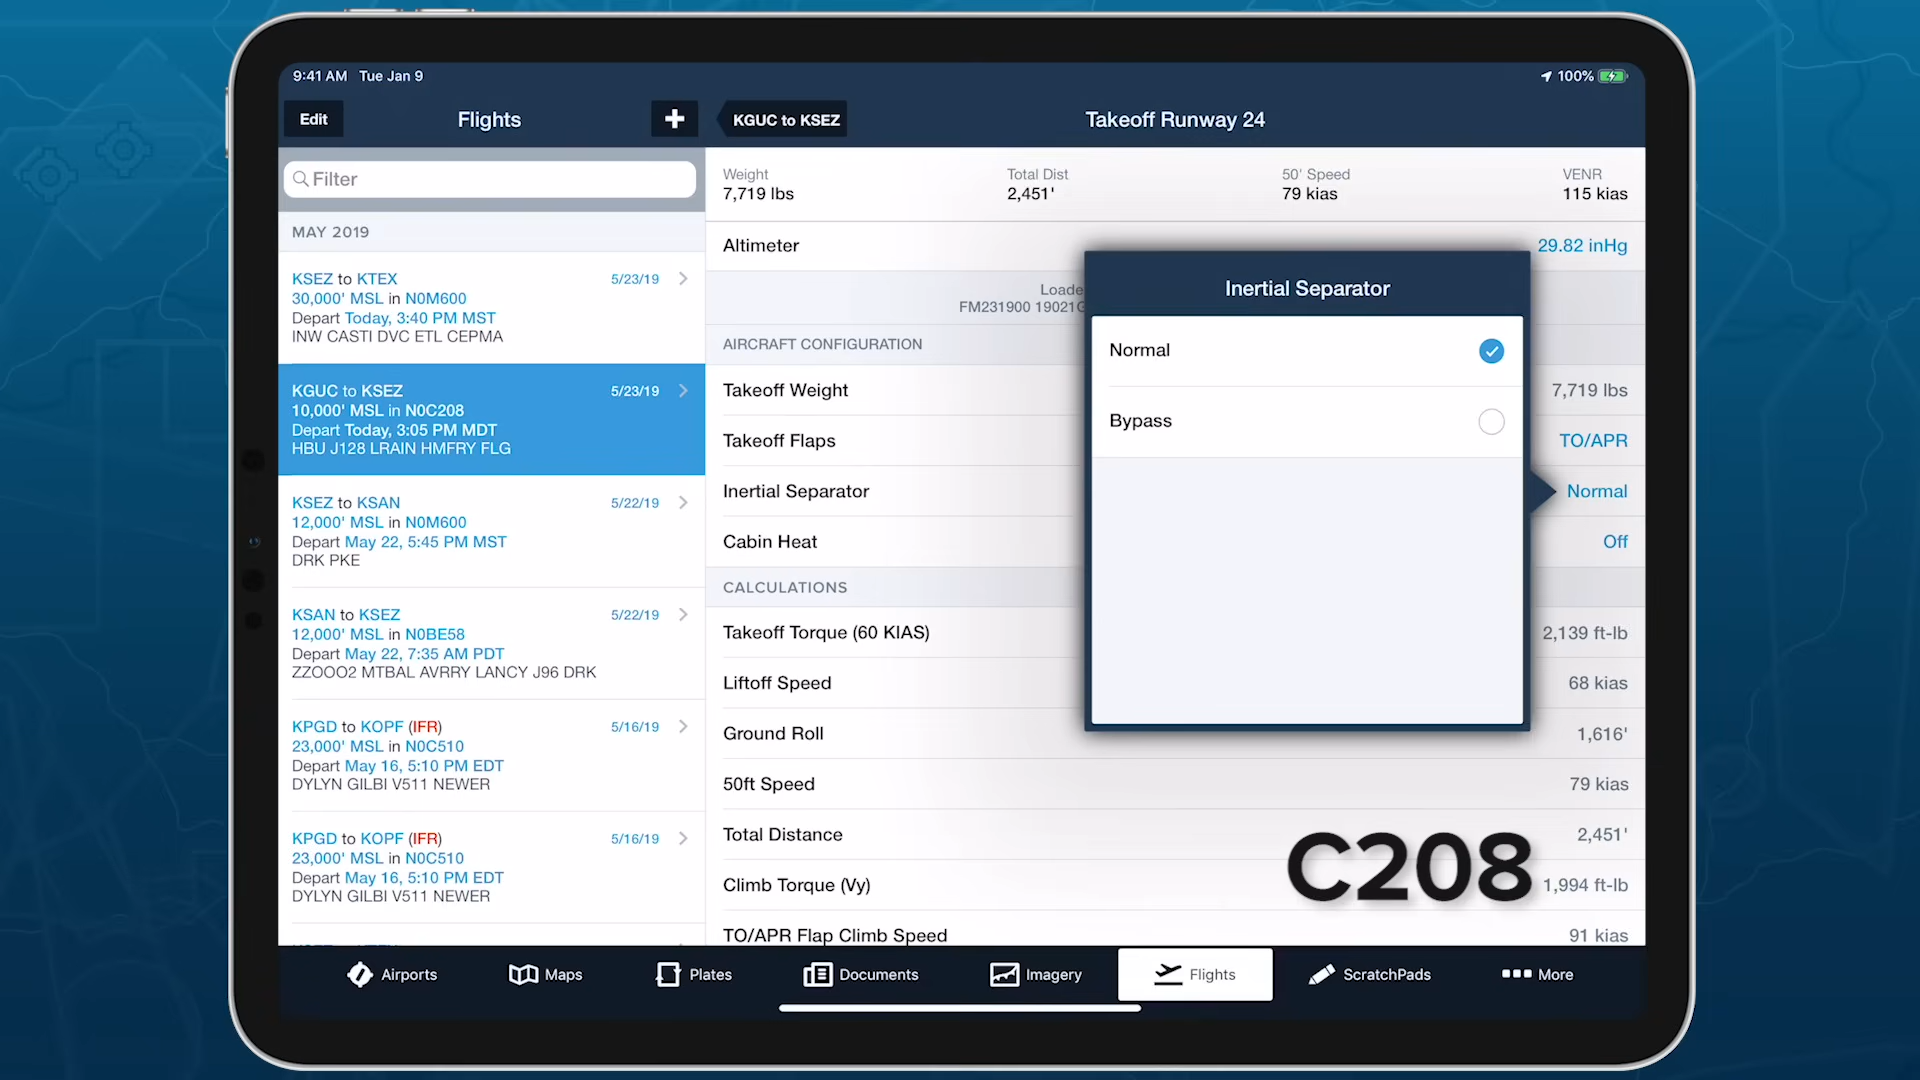 9:41 AM Tue Jan 9
100%
Edit
Flights
KGUC to KSEZ
Takeoff Runway 24
Filter
MAY 2019
KSEZ to KTEX 5/23/19
30,000' MSL in N0M600
Depart Today, 3:40 PM MST
INW CASTI DVC ETL CEPMA
KGUC to KSEZ 5/23/19
10,000' MSL in N0C208
Depart Today, 3:05 PM MDT
HBU J128 LRAIN HMFRY FLG
KSEZ to KSAN 5/22/19
12,000' MSL in N0M600
Depart May 22, 5:45 PM MST
DRK PKE
KSAN to KSEZ 5/22/19
12,000' MSL in N0BE58
Depart May 22, 7:35 AM PDT
ZZOOO2 MTBAL AVRRY LANCY J96 DRK
KPGD to KOPF (IFR) 5/16/19
23,000' MSL in N0C510
Depart May 16, 5:10 PM EDT
DYLYN GILBI V511 NEWER
KPGD to KOPF (IFR) 5/16/19
23,000' MSL in N0C510
Depart May 16, 5:10 PM EDT
DYLYN GILBI V511 NEWER
Weight Total Dist 50' Speed VENR
7,719 lbs 2,451' 79 kias 115 kias
Altimeter 29.82 inHg
Loade
FM231900 19021G
AIRCRAFT CONFIGURATION
Takeoff Weight 7,719 lbs
Takeoff Flaps TO/APR
Inertial Separator Normal
Cabin Heat Off
CALCULATIONS
Takeoff Torque (60 KIAS) 2,139 ft-lb
Liftoff Speed 68 kias
Ground Roll 1,616'
50ft Speed 79 kias
Total Distance 2,451'
Climb Torque (Vy) 1,994 ft-lb
TO/APR Flap Climb Speed 91 kias
Inertial Separator
Normal
Bypass
C208
Airports Maps Plates Documents Imagery Flights ScratchPads More